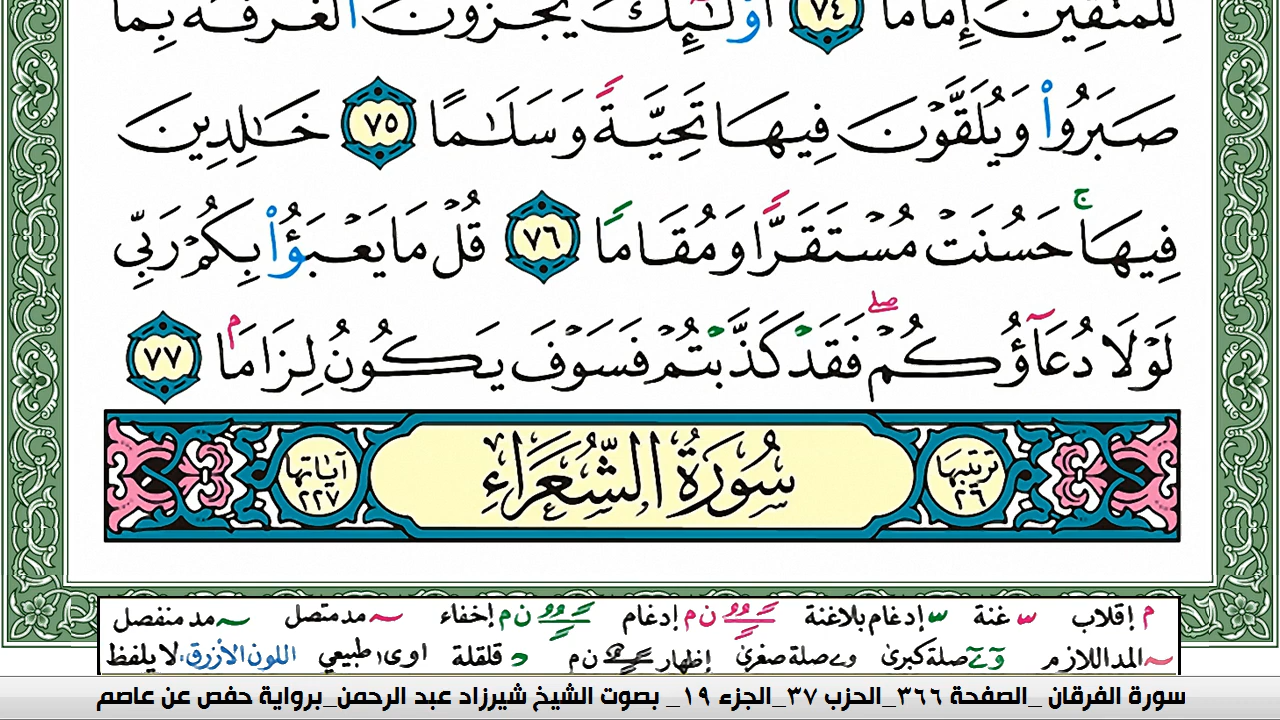 لِلْمُتَّقِينَ إِمَامًا ٧٤ أُوْلَٰٓئِكَ يُجْزَوْنَ الْغُرْفَةَ بِمَا
صَبَرُواْ وَيُلَقَّوْنَ فِيهَا تَحِيَّةً وَسَلَٰمًا ٧٥ خَٰلِدِينَ
فِيهَاۚ حَسُنَتْ مُسْتَقَرًّا وَمُقَامًا ٧٦ قُلْ مَا يَعْبَؤُاْ بِكُمْ رَبِّي
لَوْلَا دُعَآؤُكُمْۖ فَقَدْ كَذَّبْتُمْ فَسَوْفَ يَكُونُ لِزَامَۢا ٧٧
ترتيبها ٢٦ سُورَةُ الشُّعَرَاءِ آياتها ٢٢٧
م إقلاب س غنة س إدغام بلاغنة ن م إدغام ن م إخفاء مد متصل مد منفصل
المد اللازم صلة كبرى صلة صغرى إظهار ن م قلقلة اوى طبيعي اللون الأزرق: لا يلفظ
سورة الفرقان _الصفحة ٣٦٦_الحزب ٣٧_الجزء ١٩_ بصوت الشيخ شيرزاد عبد الرحمن_برواية حفص عن عاصم